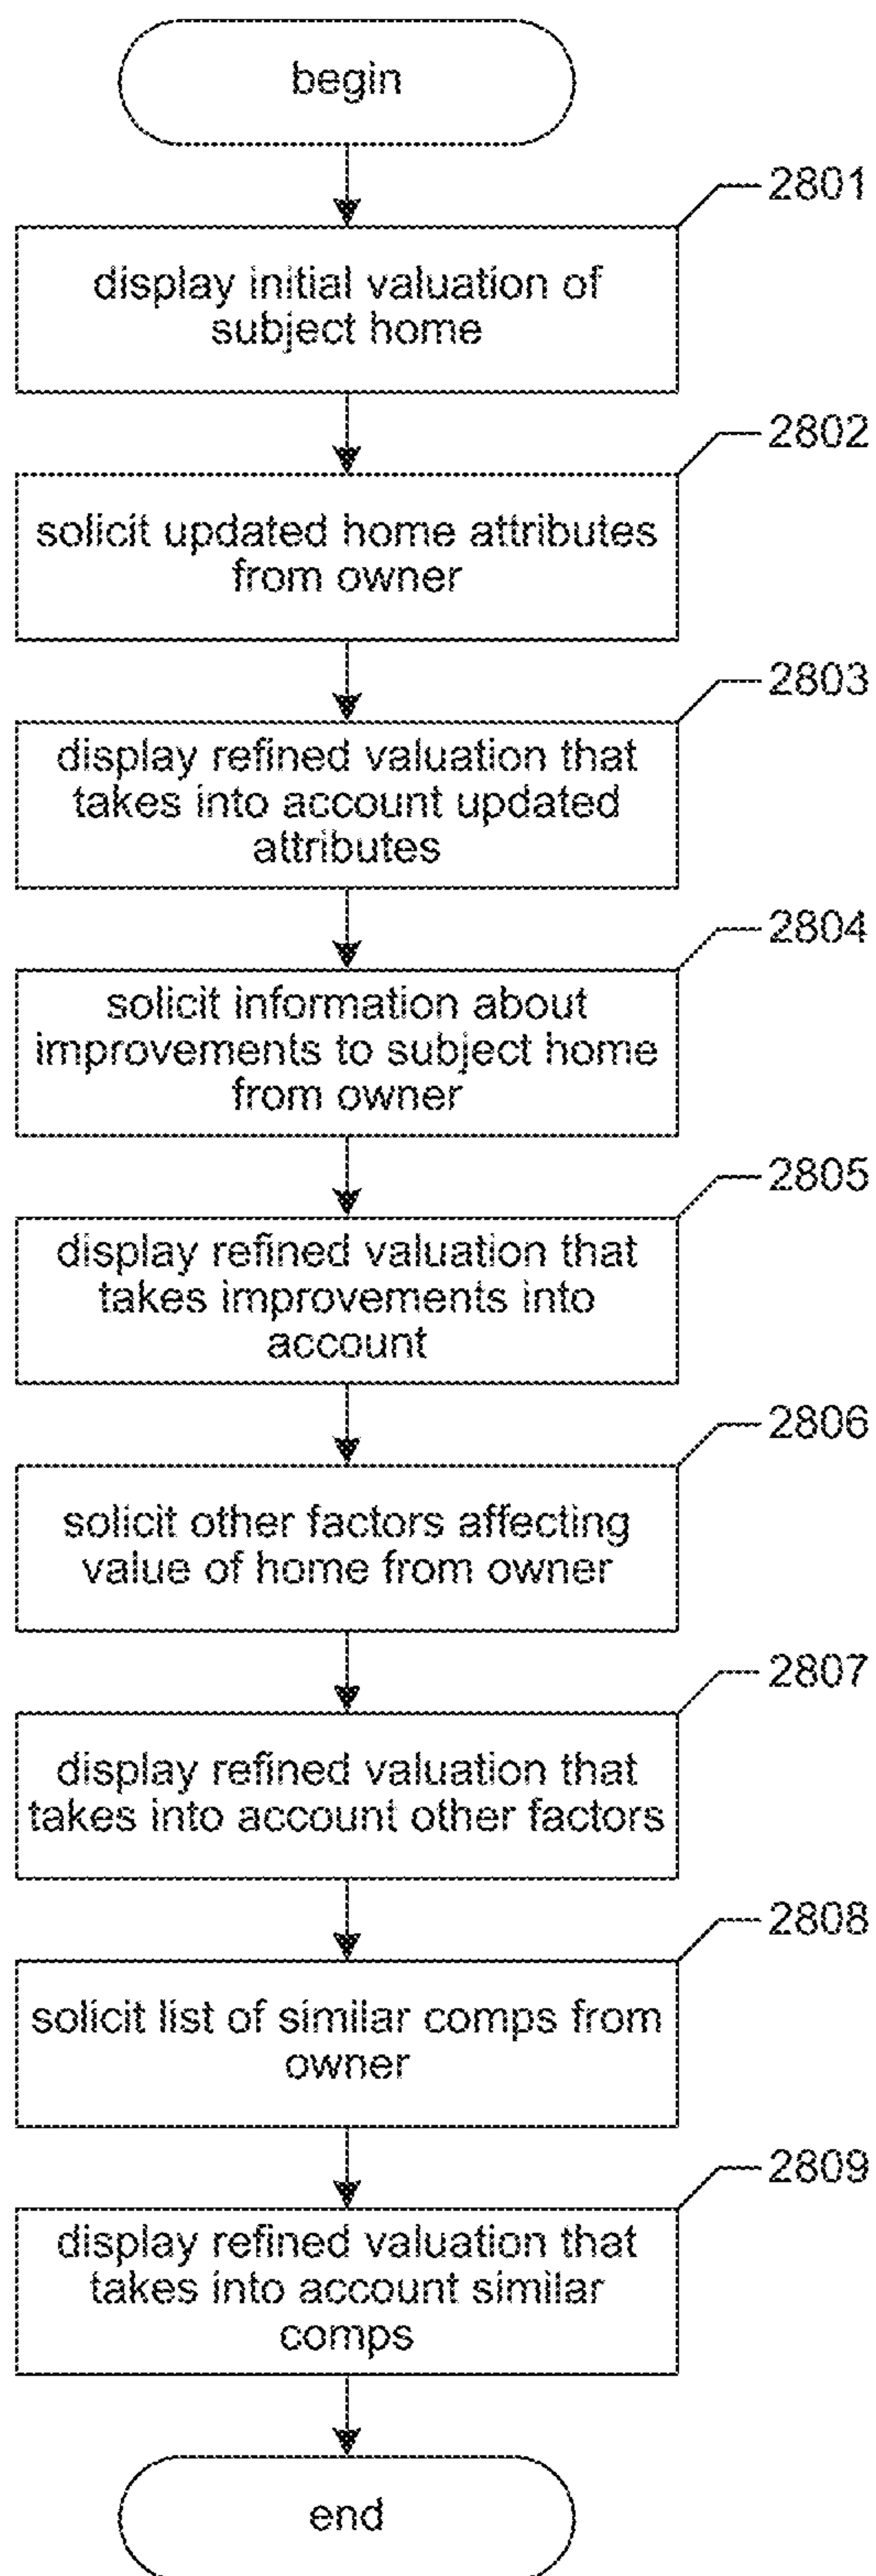 begin
2801
display initial valuation of
subject home
2802
solicit updated home attributes
from owner
2803
display refined valuation that
takes into account updated
attributes
2804
solicit information about
improvements to subject home
from owner
2805
display refined valuation that
takes improvements into
account
2806
solicit other factors affecting
value of home from owner
2807
display refined valuation that
takes into account other factors
2808
solicit list of similar comps from
owner
2809
display refined valuation that
takes into account similar
comps
end